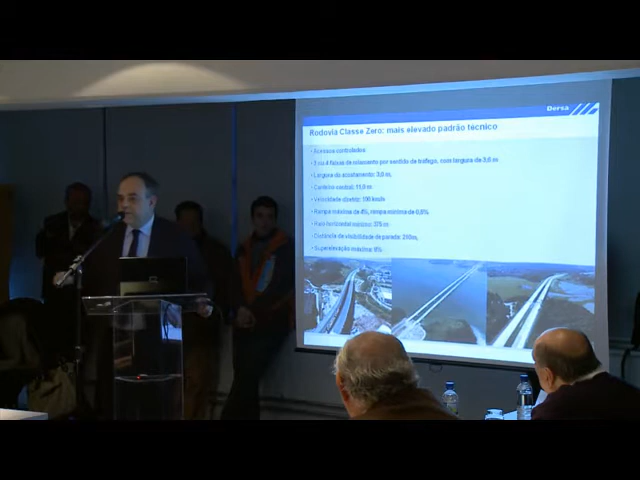 Dersa
Rodovia Classe Zero: mais elevado padrão técnico
• Acessos controlados;
• 3 ou 4 faixas de rolamento por sentido de tráfego, com largura de 3,6 m
• Largura do acostamento: 3,0 m,
• Canteiro central: 11,0 m
• Velocidade diretriz: 100 km/h
• Rampa máxima de 4%, rampa mínima de 0,5%
• Raio horizontal mínimo: 375 m
• Distância de visibilidade de parada: 210m,
• Superelevação máxima: 8%